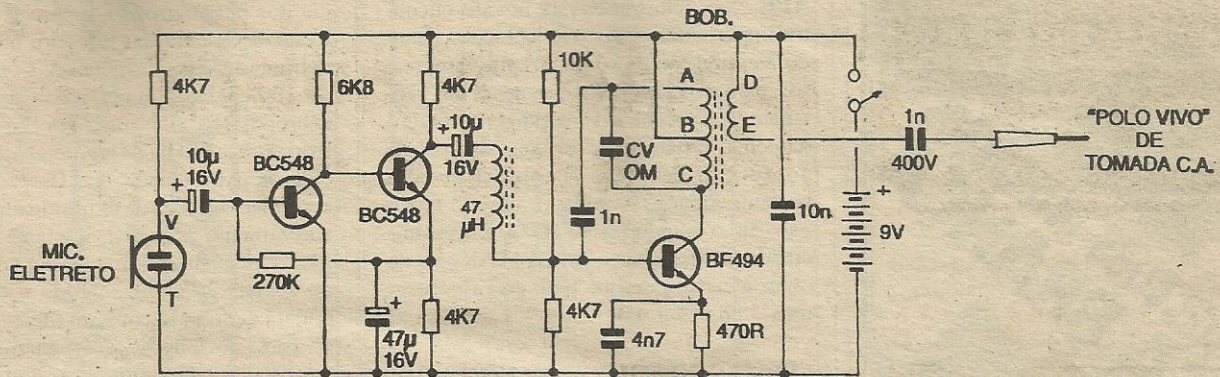 BOB.
4K7
6K8
4K7
10K
A
D
B
E
C
CV
OM
1n
400V
"POLO VIVO"
DE
TOMADA C.A.
10µ
16V
+
BC548
+
10µ
16V
BC548
47
µH
1n
10n
+
9V
V
MIC.
ELETRETO
T
270K
+
47µ
16V
4K7
4K7
BF494
4n7
470R